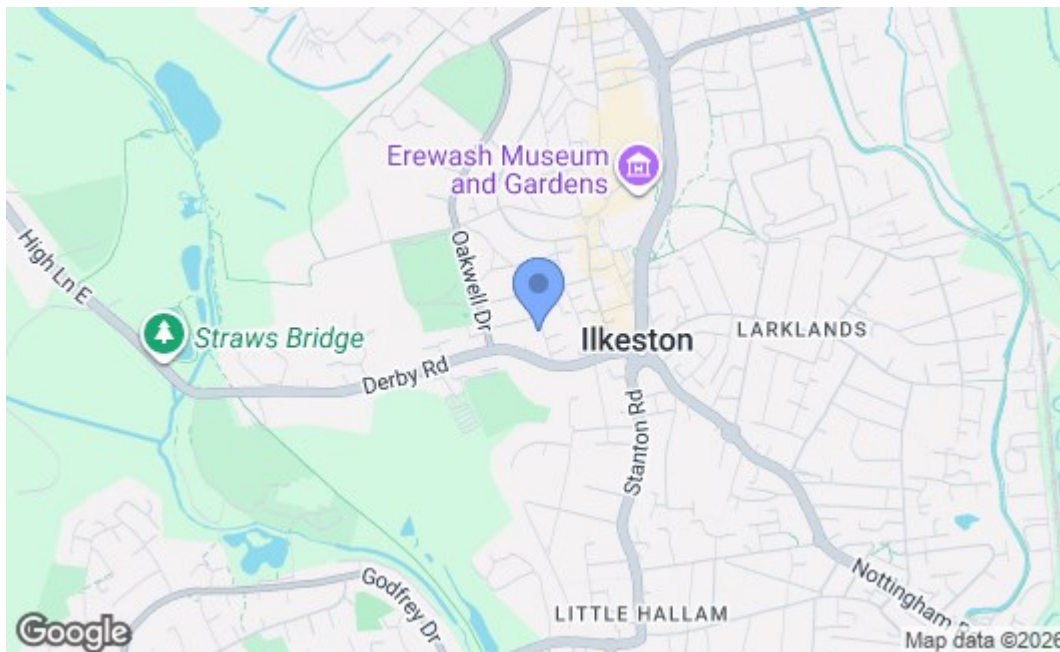 Erewash Museum
and Gardens
High Ln E
Oakwell Dr
Straws Bridge
Ilkeston
LARKLANDS
Derby Rd
Stanton Rd
Nottingham
Godfrey Dr
LITTLE HALLAM
Google
Map data ©2026